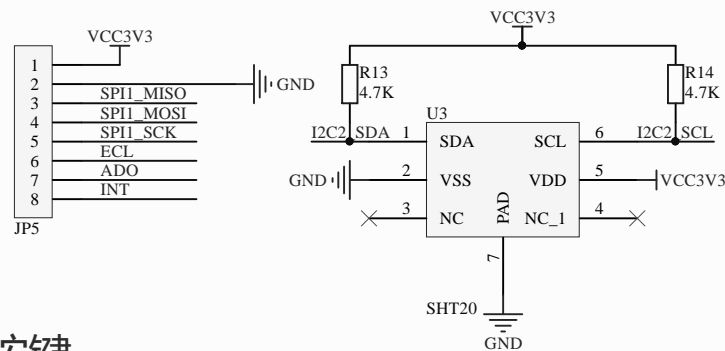 VCC3V3
1
2
GND
3 SPI1_MISO
4 SPI1_MOSI
5 SPI1_SCK
6 ECL
7 ADO
8 INT
JP5
VCC3V3
R13
4.7K
R14
4.7K
U3
I2C2_SDA 1 SDA SCL 6 I2C2_SCL
GND 2 VSS VDD 5 VCC3V3
3 NC PAD NC_1 4
7
SHT20
GND